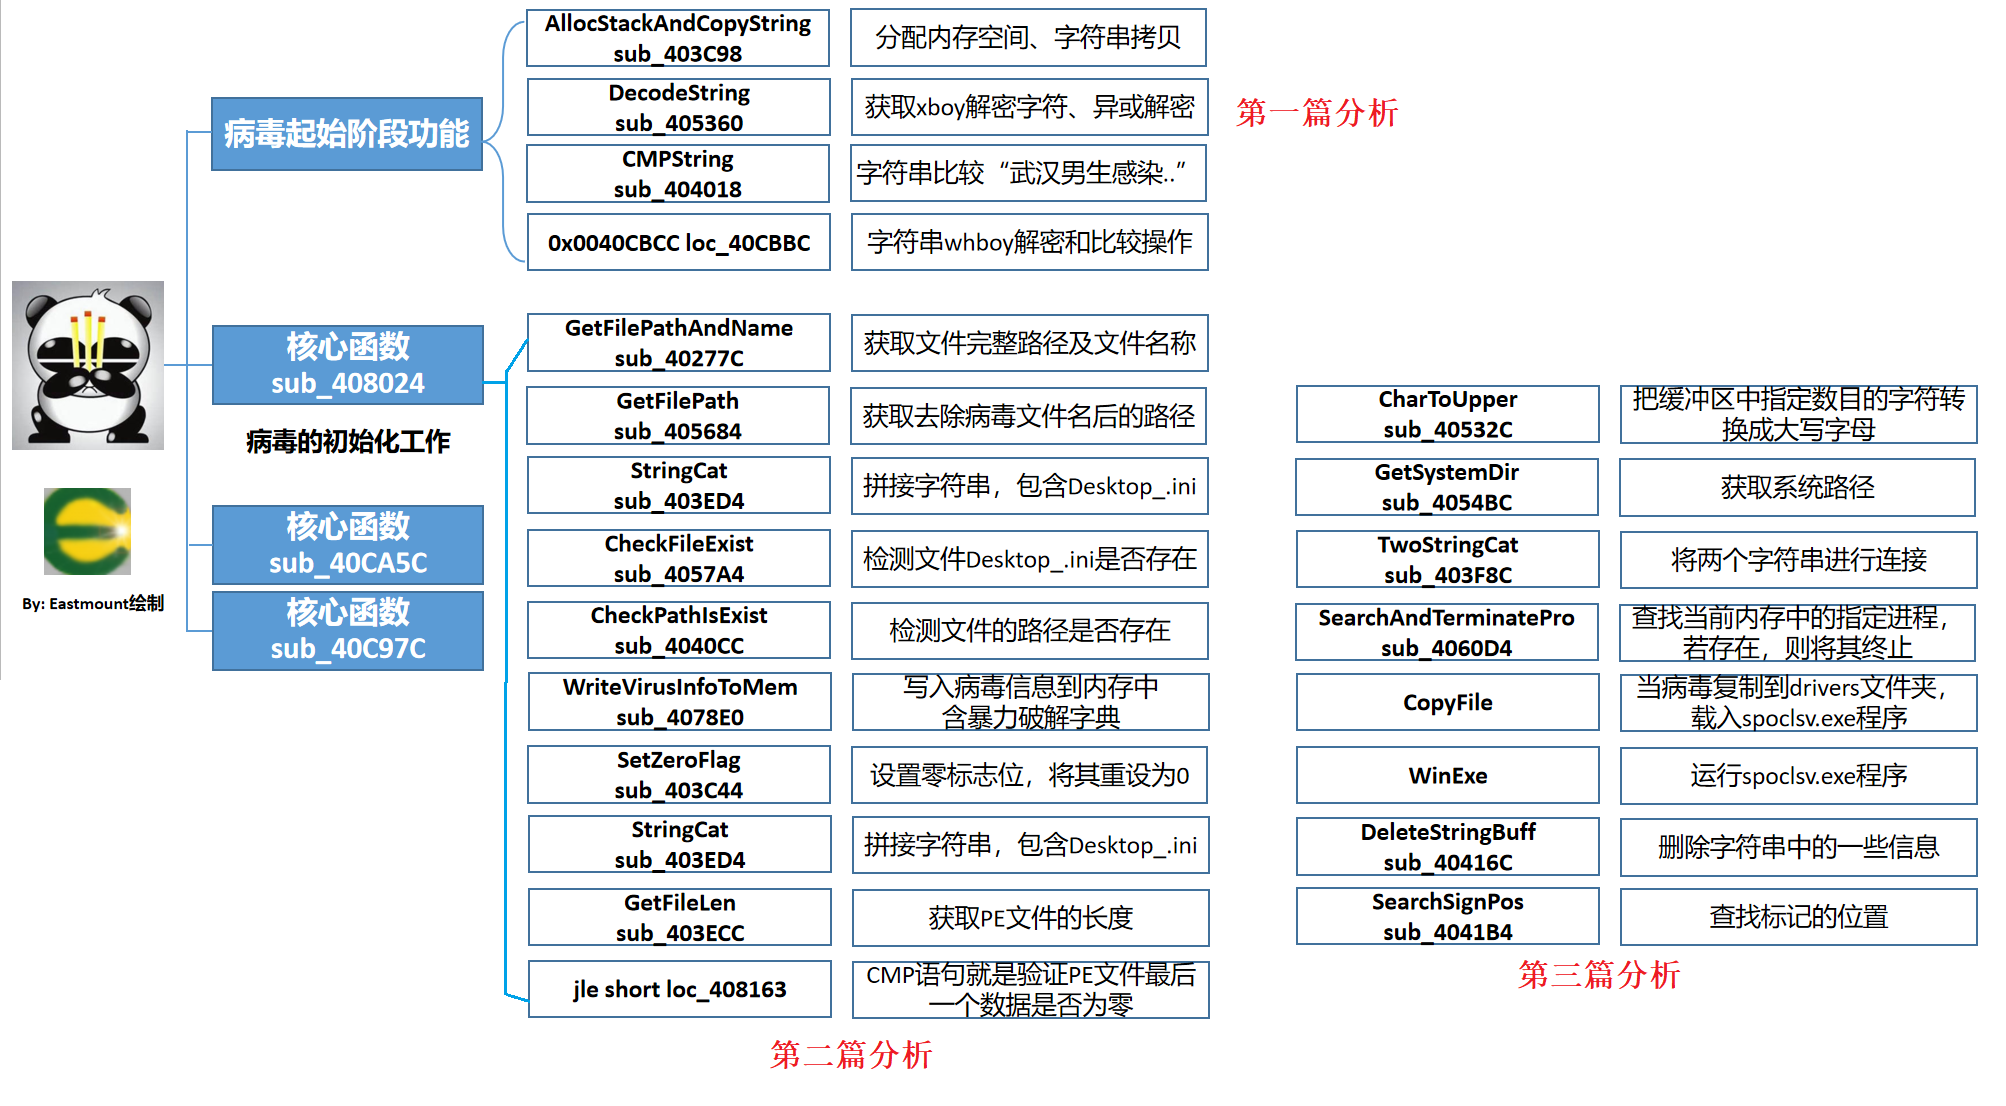 病毒起始阶段功能
AllocStackAndCopyString
sub_403C98
分配内存空间、字符串拷贝
DecodeString
sub_405360
获取xboy解密字符、异或解密
CMPString
sub_404018
字符串比较“武汉男生感染..”
0x0040CBCC loc_40CBBC
字符串whboy解密和比较操作
第一篇分析
核心函数
sub_408024
病毒的初始化工作
核心函数
sub_40CA5C
核心函数
sub_40C97C
By: Eastmount绘制
GetFilePathAndName
sub_40277C
获取文件完整路径及文件名称
GetFilePath
sub_405684
获取去除病毒文件名后的路径
StringCat
sub_403ED4
拼接字符串，包含Desktop_.ini
CheckFileExist
sub_4057A4
检测文件Desktop_.ini是否存在
CheckPathIsExist
sub_4040CC
检测文件的路径是否存在
WriteVirusInfoToMem
sub_4078E0
写入病毒信息到内存中
含暴力破解字典
SetZeroFlag
sub_403C44
设置零标志位，将其重设为0
StringCat
sub_403ED4
拼接字符串，包含Desktop_.ini
GetFileLen
sub_403ECC
获取PE文件的长度
jle short loc_408163
CMP语句就是验证PE文件最后
一个数据是否为零
第二篇分析
CharToUpper
sub_40532C
把缓冲区中指定数目的字符转
换成大写字母
GetSystemDir
sub_4054BC
获取系统路径
TwoStringCat
sub_403F8C
将两个字符串进行连接
SearchAndTerminatePro
sub_4060D4
查找当前内存中的指定进程，
若存在，则将其终止
CopyFile
当病毒复制到drivers文件夹，
载入spoclsv.exe程序
WinExe
运行spoclsv.exe程序
DeleteStringBuff
sub_40416C
删除字符串中的一些信息
SearchSignPos
sub_4041B4
查找标记的位置
第三篇分析